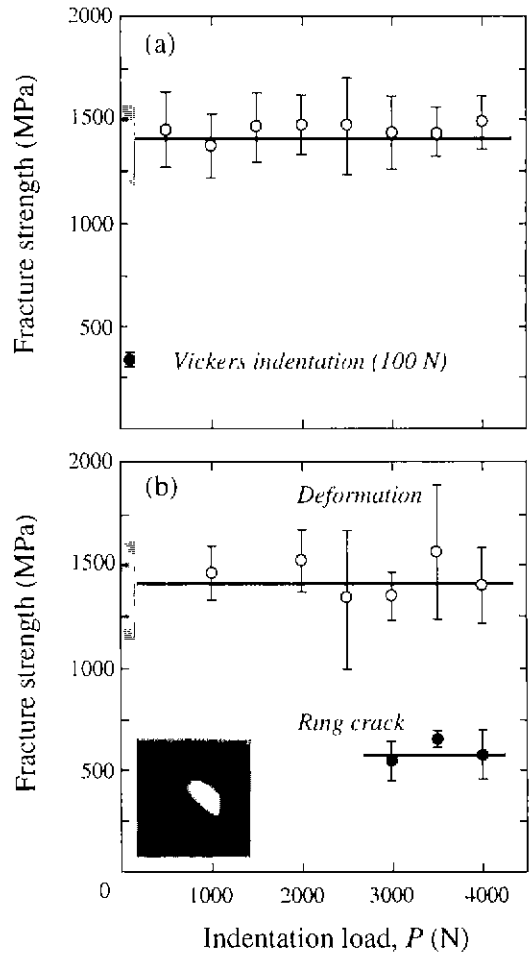 2000
(a)
1500
1000
500
Fracture strength (MPa)
Vickers indentation (100 N)
2000
(b)
Deformation
1500
1000
Ring crack
500
Fracture strength (MPa)
0
1000 2000 3000 4000
Indentation load, P (N)